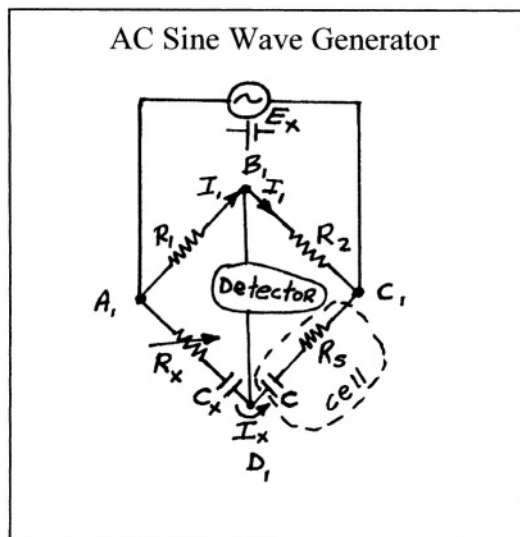 AC Sine Wave Generator
Ex
B₁
I₁ I₁
R₁ R₂
Detector
A₁ C₁
Rx Rs
Cx C cell
Ix
D₁